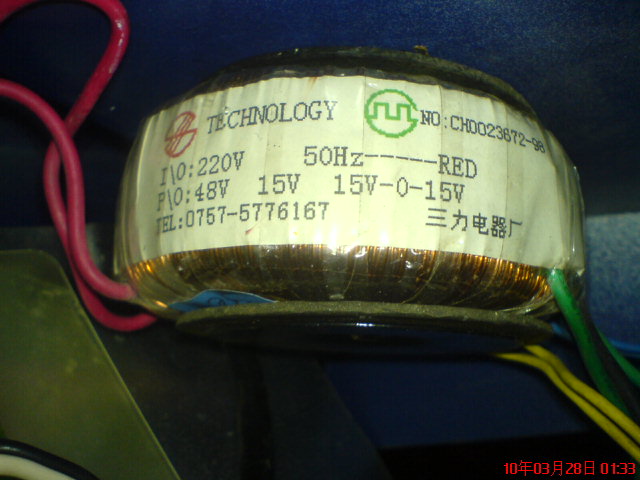 TECHNOLOGY
NO:CH0023672-98
I\O:220V 50Hz-----RED
P\O:48V 15V 15V-0-15V
TEL:0757-5776167 三力电器厂
10年03月28日 01:33